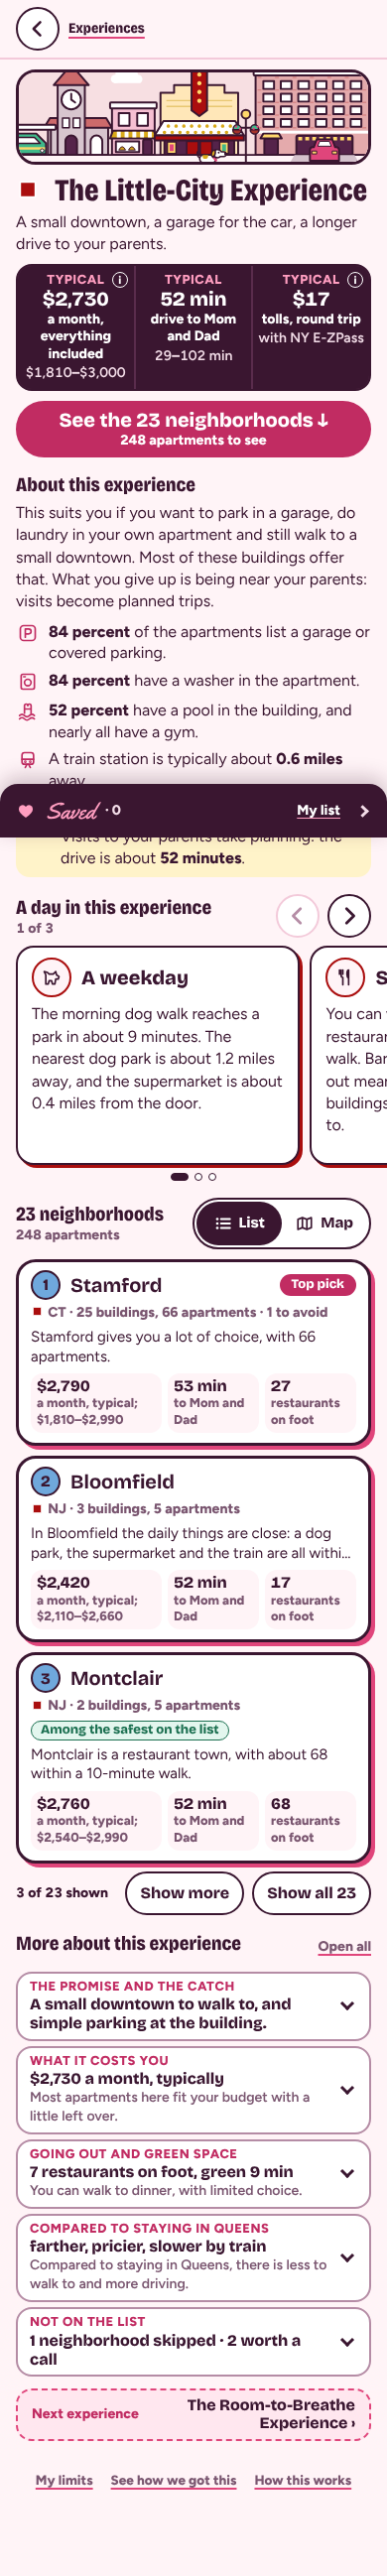 Experiences
The Little-City Experience
A small downtown, a garage for the car, a longer
drive to your parents.
TYPICAL
$2,730
a month,
everything
included
$1,810–$3,000
TYPICAL
52 min
drive to Mom
and Dad
29–102 min
TYPICAL
$17
tolls, round trip
with NY E-ZPass
See the 23 neighborhoods ↓
248 apartments to see
About this experience
This suits you if you want to park in a garage, do
laundry in your own apartment and still walk to a
small downtown. Most of these buildings offer
that. What you give up is being near your parents:
visits become planned trips.
84 percent of the apartments list a garage or
covered parking.
84 percent have a washer in the apartment.
52 percent have a pool in the building, and
nearly all have a gym.
A train station is typically about 0.6 miles
away.
Saved · 0
My list
Visits to your parents take planning: the
drive is about 52 minutes.
A day in this experience
1 of 3
A weekday
The morning dog walk reaches a
park in about 9 minutes. The
nearest dog park is about 1.2 miles
away, and the supermarket is about
0.4 miles from the door.
S
You can
restauran
walk. Bar
out mean
buildings
to.
23 neighborhoods
248 apartments
List
Map
1 Stamford
Top pick
CT · 25 buildings, 66 apartments · 1 to avoid
Stamford gives you a lot of choice, with 66
apartments.
$2,790
a month, typical;
$1,810–$2,990
53 min
to Mom and
Dad
27
restaurants
on foot
2 Bloomfield
NJ · 3 buildings, 5 apartments
In Bloomfield the daily things are close: a dog
park, the supermarket and the train are all withi...
$2,420
a month, typical;
$2,110–$2,660
52 min
to Mom and
Dad
17
restaurants
on foot
3 Montclair
NJ · 2 buildings, 5 apartments
Among the safest on the list
Montclair is a restaurant town, with about 68
within a 10-minute walk.
$2,760
a month, typical;
$2,540–$2,990
52 min
to Mom and
Dad
68
restaurants
on foot
3 of 23 shown
Show more
Show all 23
More about this experience
Open all
THE PROMISE AND THE CATCH
A small downtown to walk to, and
simple parking at the building.
WHAT IT COSTS YOU
$2,730 a month, typically
Most apartments here fit your budget with a
little left over.
GOING OUT AND GREEN SPACE
7 restaurants on foot, green 9 min
You can walk to dinner, with limited choice.
COMPARED TO STAYING IN QUEENS
farther, pricier, slower by train
Compared to staying in Queens, there is less to
walk to and more driving.
NOT ON THE LIST
1 neighborhood skipped · 2 worth a
call
Next experience
The Room-to-Breathe
Experience ›
My limits
See how we got this
How this works